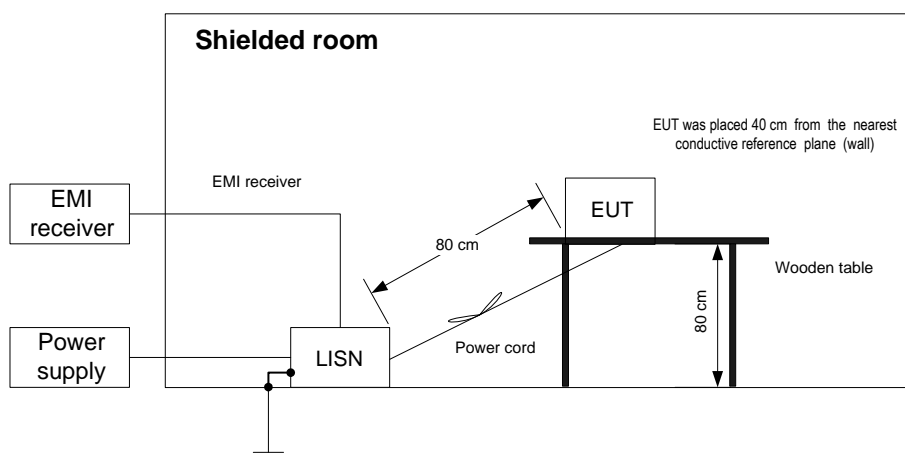 Shielded room
EUT was placed 40 cm from the nearest
conductive reference plane (wall)
EMI receiver
EMI
receiver
EUT
80 cm
Wooden table
80 cm
Power
supply
LISN
Power cord